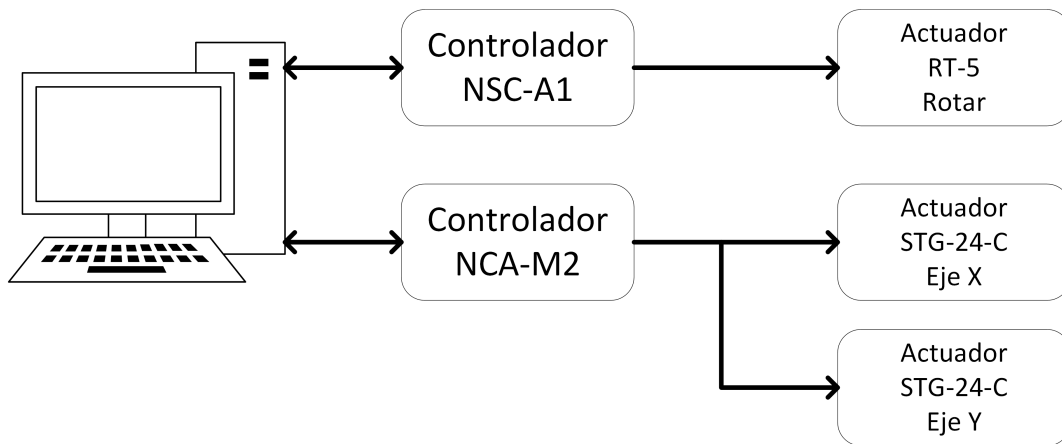 Controlador
NSC-A1
Actuador
RT-5
Rotar
Controlador
NCA-M2
Actuador
STG-24-C
Eje X
Actuador
STG-24-C
Eje Y